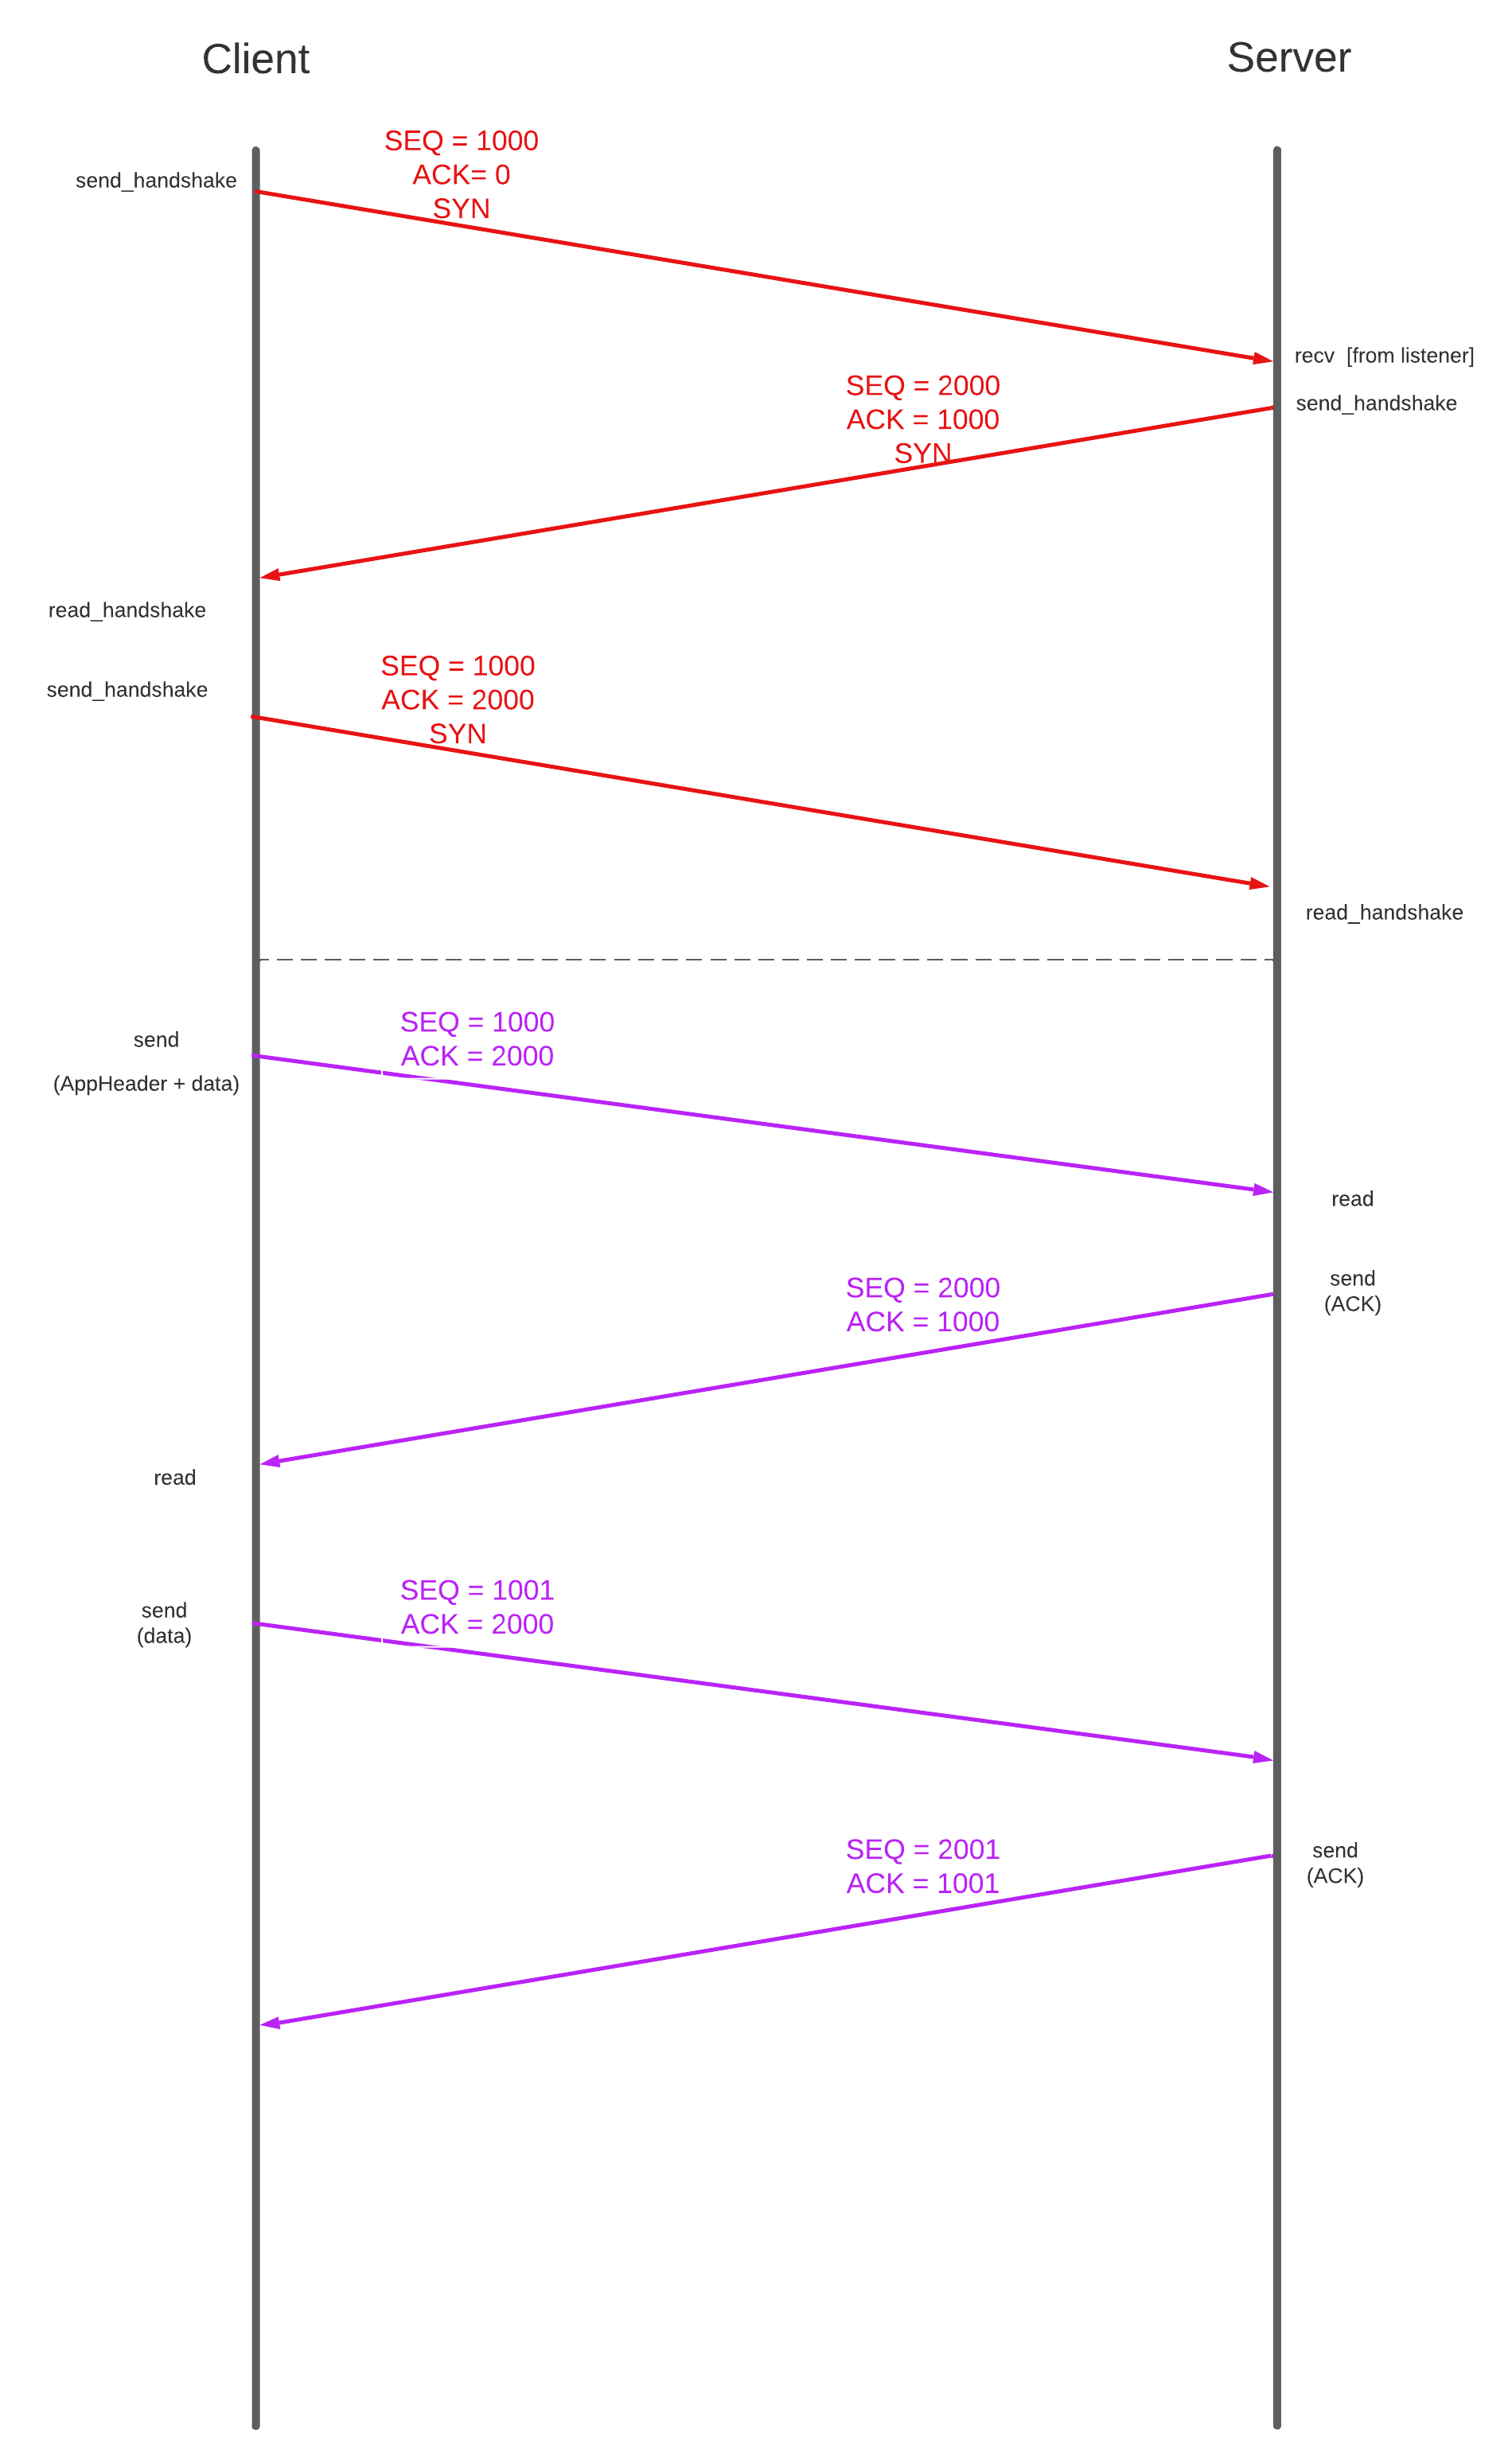 Client
Server
SEQ = 1000
ACK= 0
SYN
send_handshake
recv  [from listener]
SEQ = 2000
ACK = 1000
SYN
send_handshake
read_handshake
SEQ = 1000
ACK = 2000
SYN
send_handshake
read_handshake
SEQ = 1000
ACK = 2000
send
(AppHeader + data)
read
SEQ = 2000
ACK = 1000
send
(ACK)
read
SEQ = 1001
ACK = 2000
send
(data)
SEQ = 2001
ACK = 1001
send
(ACK)